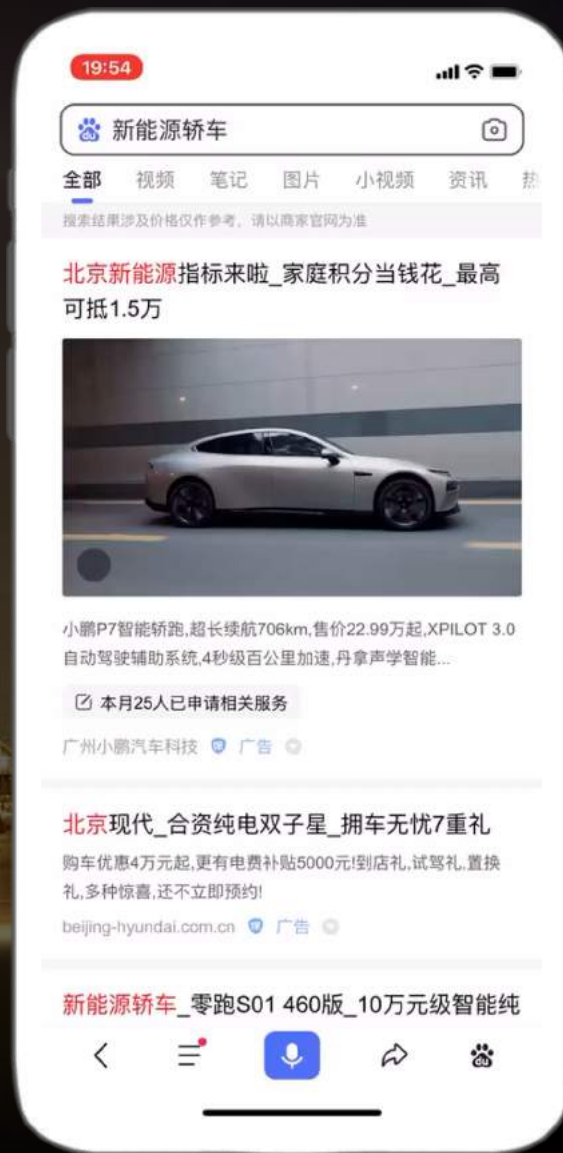 19:54
新能源轿车
全部 视频 笔记 图片 小视频 资讯 热
搜索结果涉及价格仅作参考，请以商家官网为准
北京新能源指标来啦_家庭积分当钱花_最高
可抵1.5万
小鹏P7智能轿跑,超长续航706km,售价22.99万起,XPILOT 3.0
自动驾驶辅助系统,4秒级百公里加速,丹拿声学智能...
本月25人已申请相关服务
广州小鹏汽车科技 广告
北京现代_合资纯电双子星_拥车无忧7重礼
购车优惠4万元起,更有电费补贴5000元!到店礼,试驾礼,置换
礼,多种惊喜,还不立即预约!
beijing-hyundai.com.cn 广告
新能源轿车_零跑S01 460版_10万元级智能纯